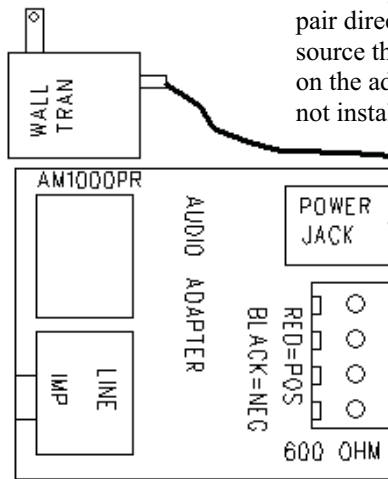 pair direc
source th
on the ad
not insta
WALL
TRAN
AM1000PR
AUDIO ADAPTER
POWER
JACK
LINE
IMP
RED=POS
BLACK=NEG
600 OHM